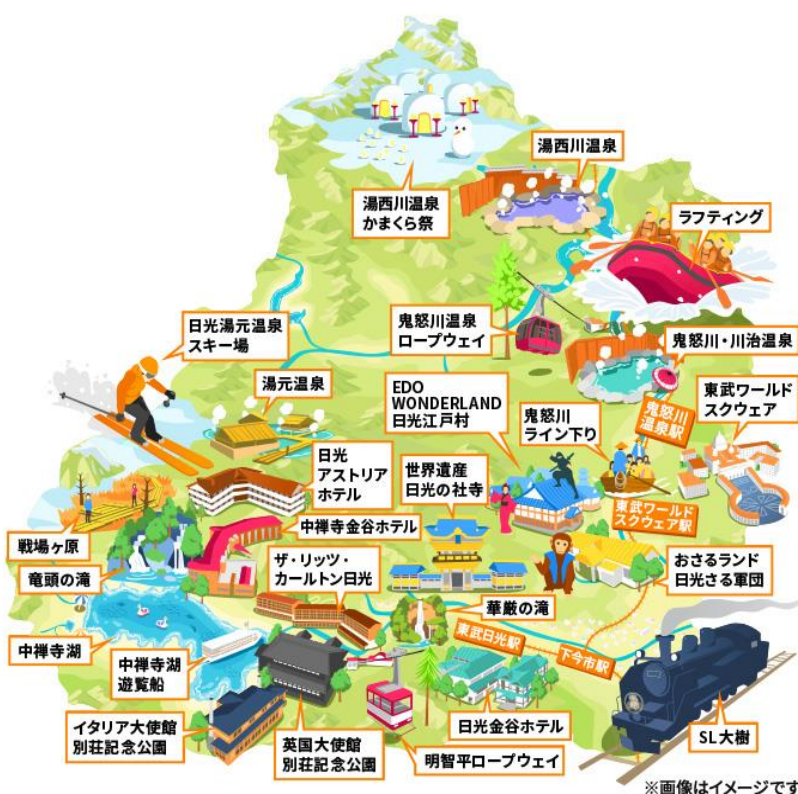 湯西川温泉
湯西川温泉
かまくら祭
ラフティング
日光湯元温泉
スキー場
鬼怒川温泉
ロープウェイ
鬼怒川・川治温泉
湯元温泉
EDO
WONDERLAND
日光江戸村
鬼怒川
ライン下り
鬼怒川
温泉駅
東武ワールド
スクウェア
日光
アストリア
ホテル
世界遺産
日光の社寺
東武ワールド
スクウェア駅
戦場ヶ原
中禅寺金谷ホテル
竜頭の滝
ザ・リッツ・
カールトン日光
おさるランド
日光さる軍団
華厳の滝
中禅寺湖
中禅寺湖
遊覧船
東武日光駅
下今市駅
イタリア大使館
別荘記念公園
英国大使館
別荘記念公園
日光金谷ホテル
明智平ロープウェイ
SL大樹
※画像はイメージです